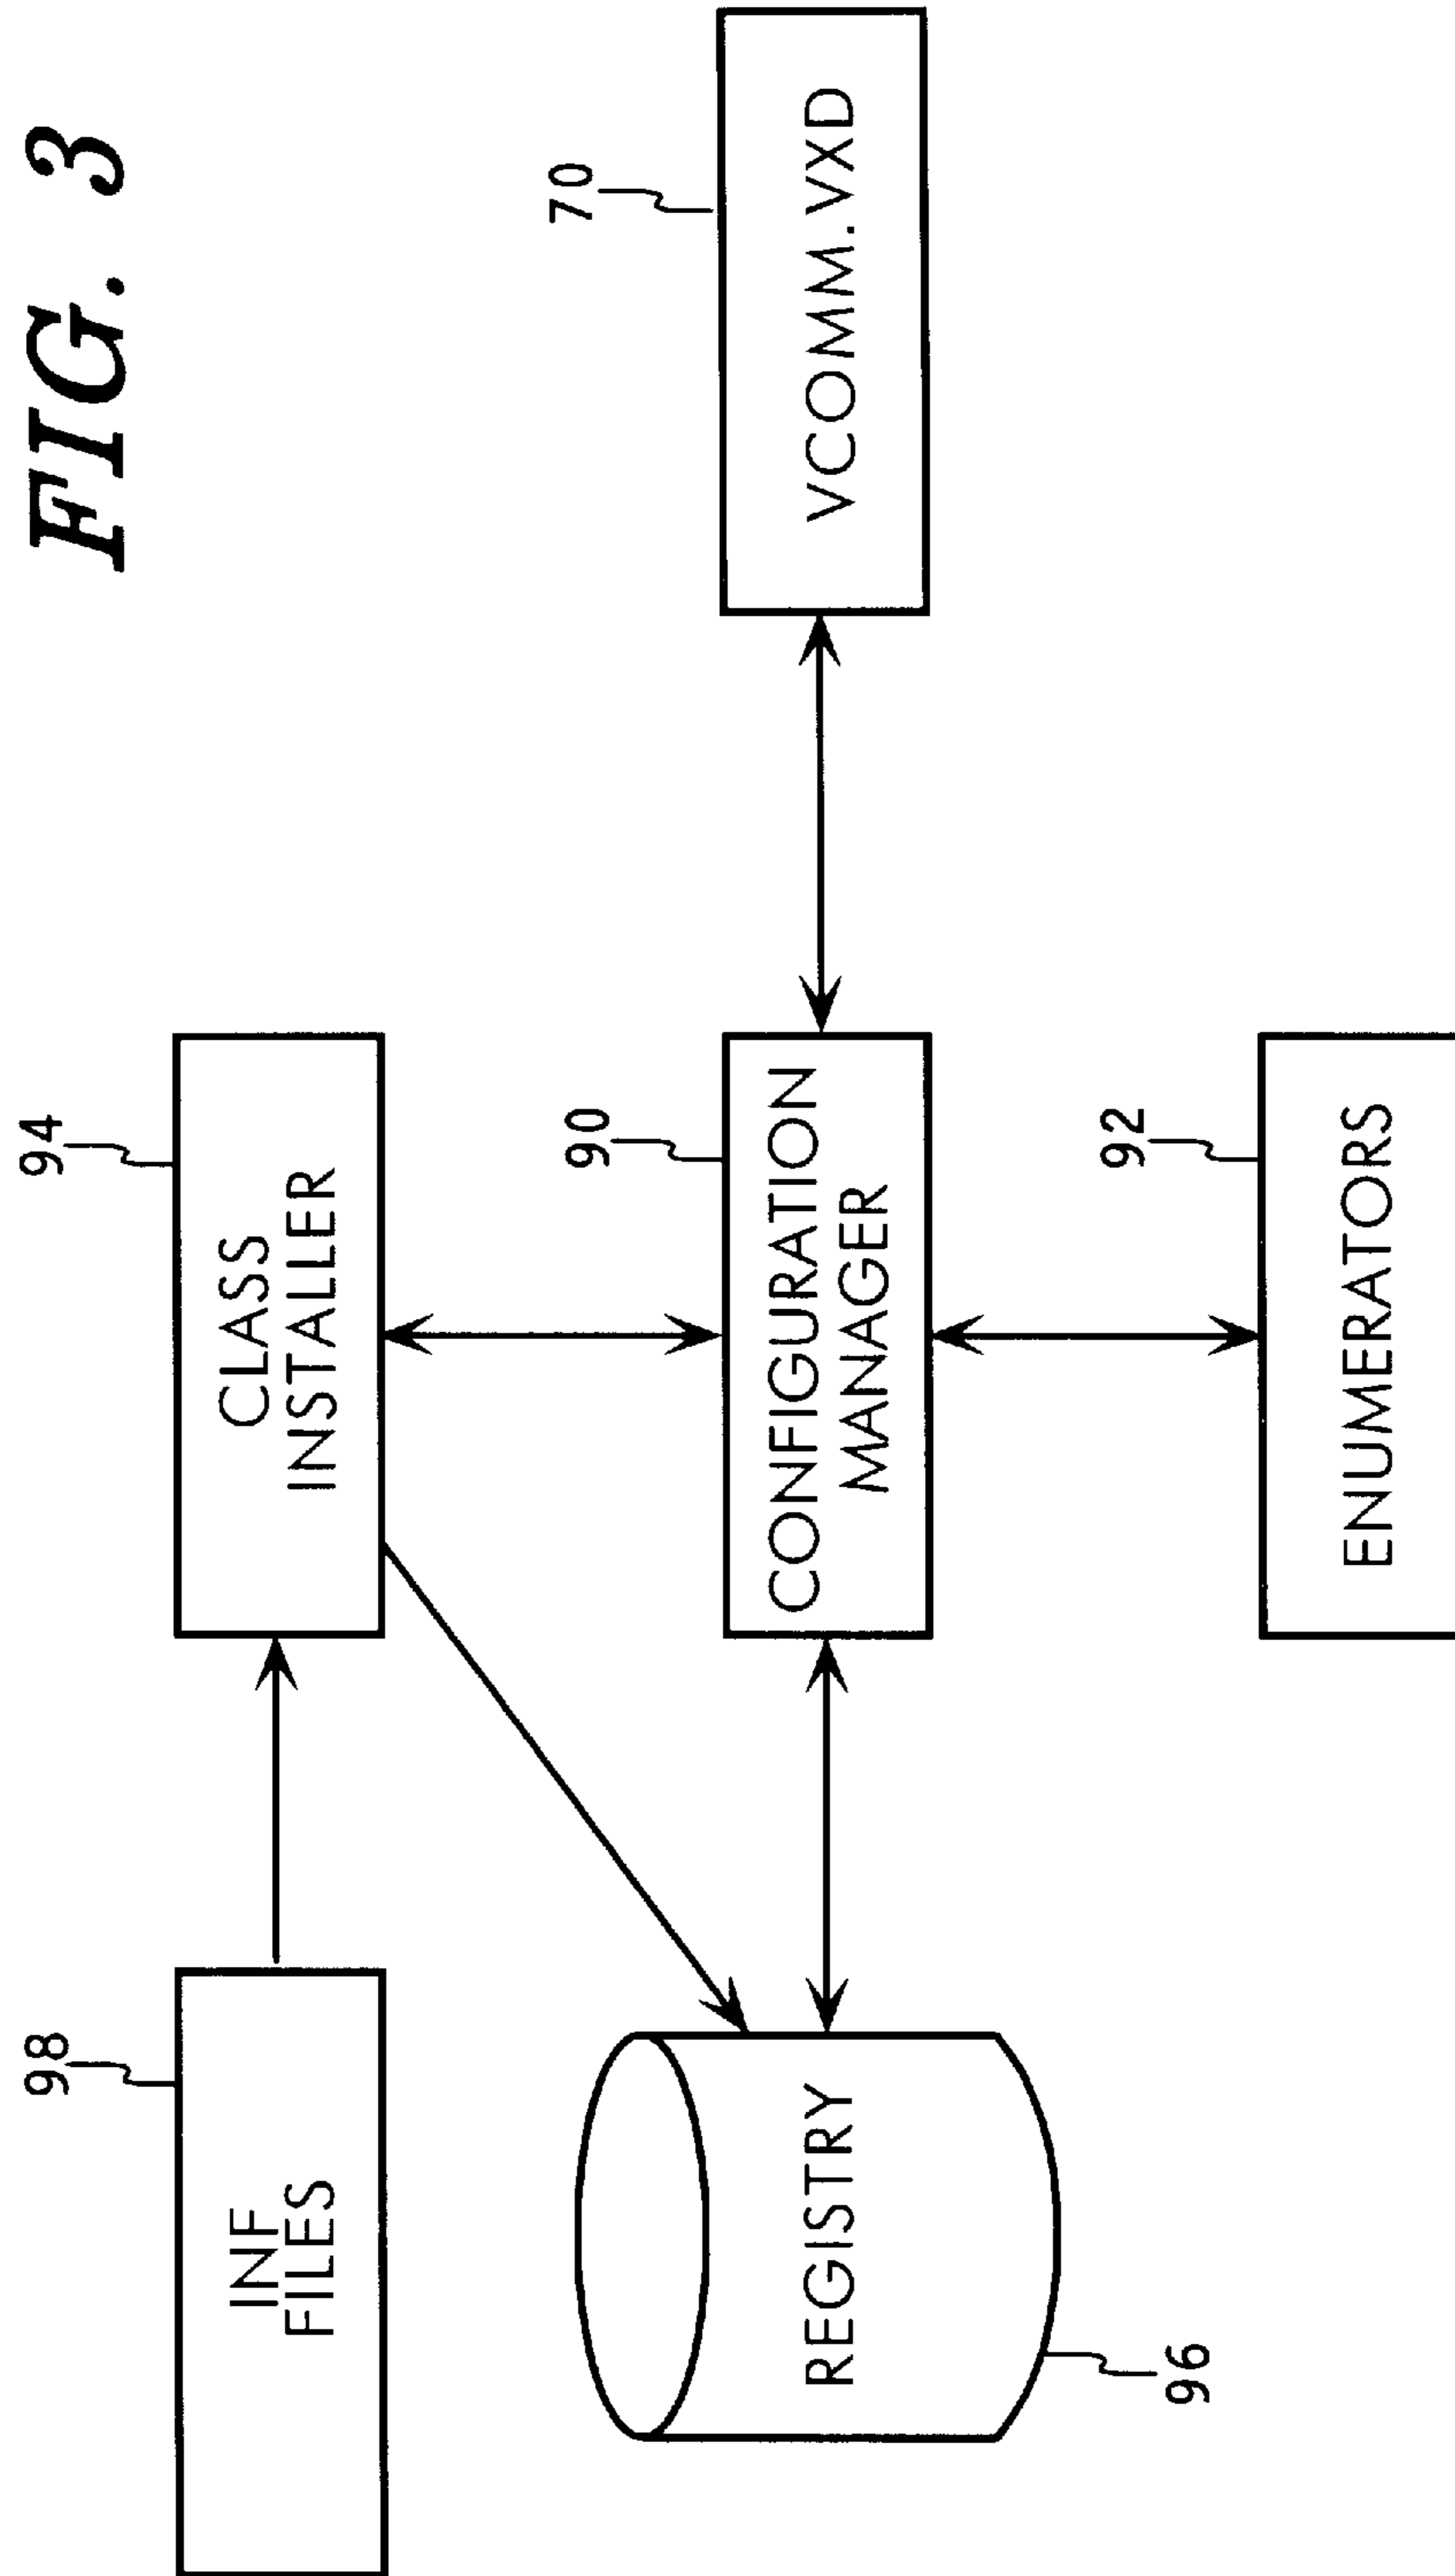 FIG. 3
98
INF
FILES
94
CLASS
INSTALLER
96
REGISTRY
90
CONFIGURATION
MANAGER
70
VCOMM.VXD
92
ENUMERATORS